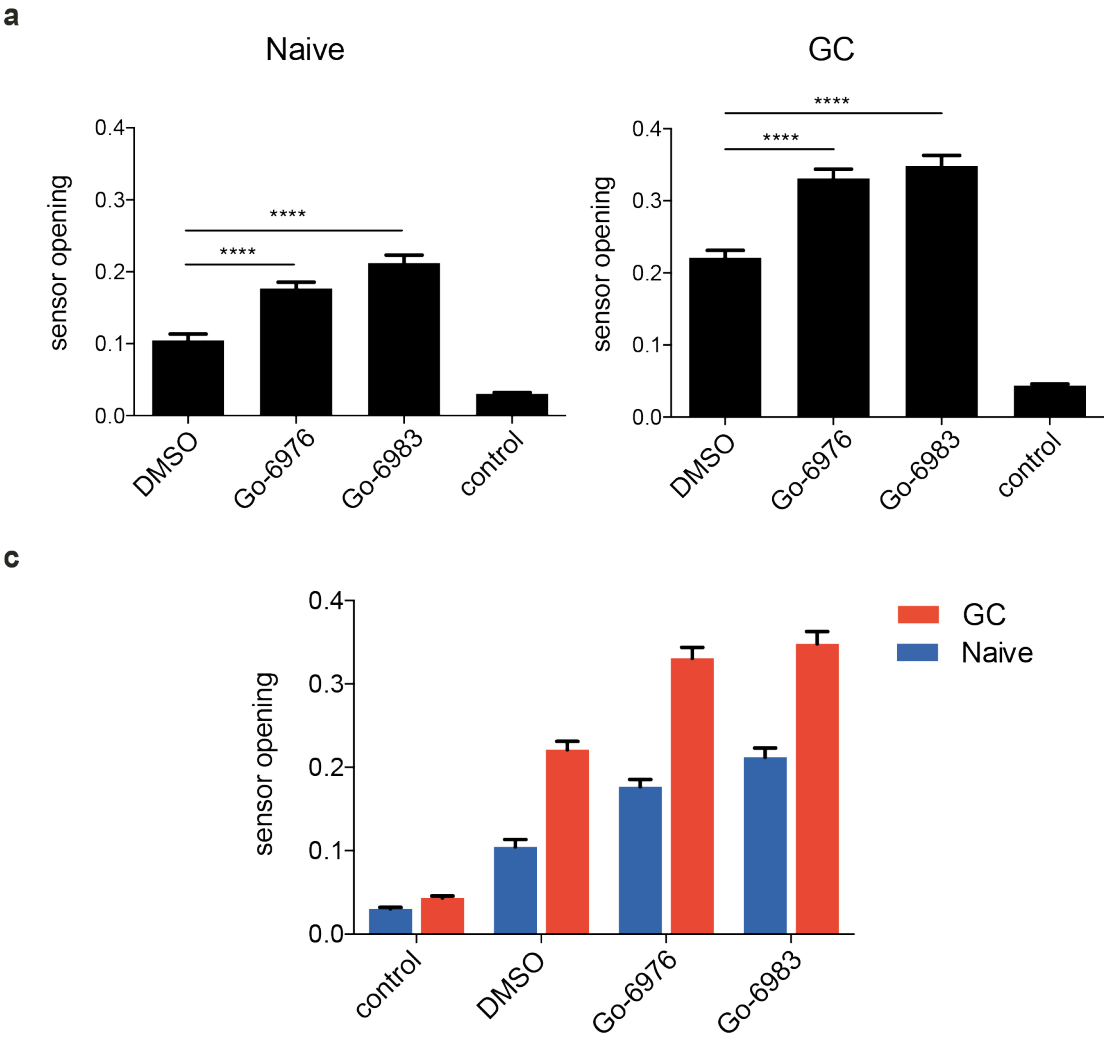 a
Naive
GC
sensor opening
0.4
0.3
0.2
0.1
0.0
****
****
DMSO
Go-6976
Go-6983
control
sensor opening
0.4
0.3
0.2
0.1
0.0
****
****
DMSO
Go-6976
Go-6983
control
c
sensor opening
0.4
0.3
0.2
0.1
0.0
control
DMSO
Go-6976
Go-6983
GC
Naive